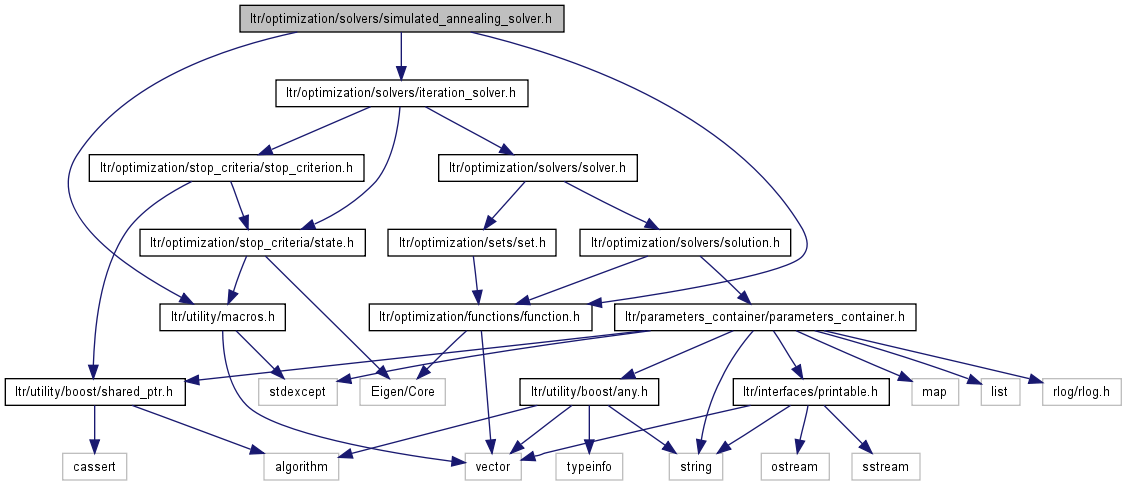 ltr/optimization/solvers/simulated_annealing_solver.h
ltr/optimization/solvers/iteration_solver.h
ltr/optimization/stop_criteria/stop_criterion.h
ltr/optimization/solvers/solver.h
ltr/optimization/stop_criteria/state.h
ltr/optimization/sets/set.h
ltr/optimization/solvers/solution.h
ltr/utility/macros.h
ltr/optimization/functions/function.h
ltr/parameters_container/parameters_container.h
ltr/utility/boost/shared_ptr.h
stdexcept
Eigen/Core
ltr/utility/boost/any.h
ltr/interfaces/printable.h
map
list
rlog/rlog.h
cassert
algorithm
vector
typeinfo
string
ostream
sstream